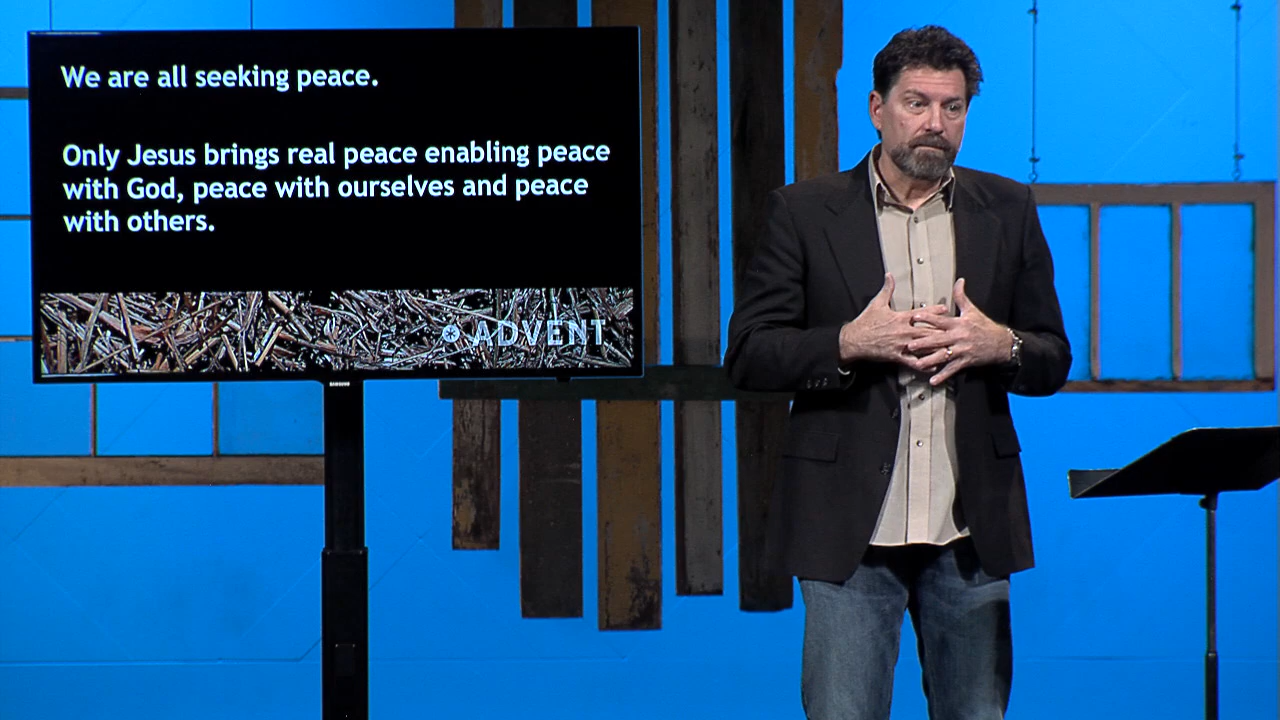 We are all seeking peace.
Only Jesus brings real peace enabling peace
with God, peace with ourselves and peace
with others.
ADVENT
SAMSUNG